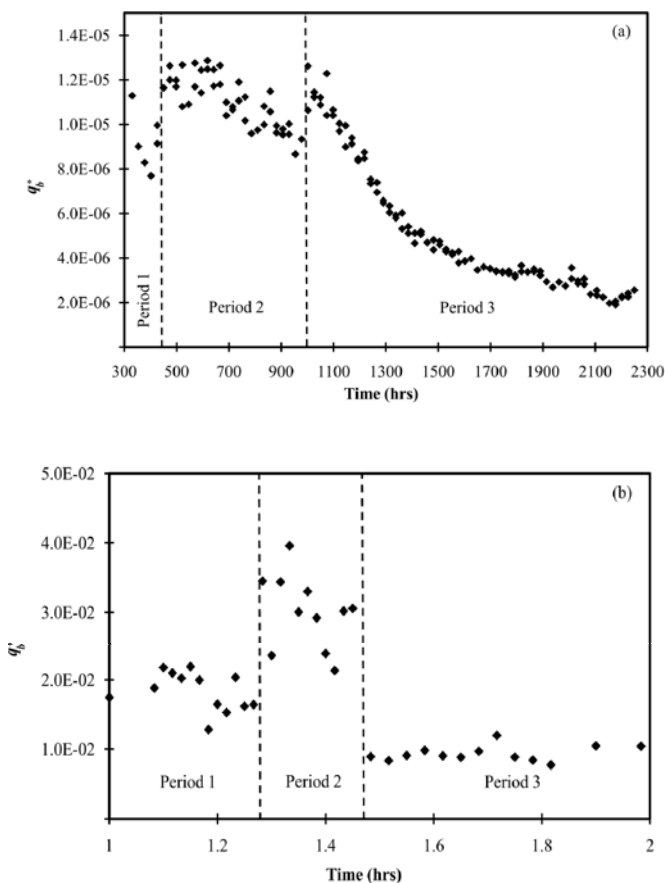 (a)
1.4E-05
1.2E-05
1.0E-05
8.0E-06
6.0E-06
4.0E-06
2.0E-06
q*b
Period 1
Period 2
Period 3
300 500 700 900 1100 1300 1500 1700 1900 2100 2300
Time (hrs)
(b)
5.0E-02
4.0E-02
3.0E-02
2.0E-02
1.0E-02
q*b
Period 1
Period 2
Period 3
1 1.2 1.4 1.6 1.8 2
Time (hrs)